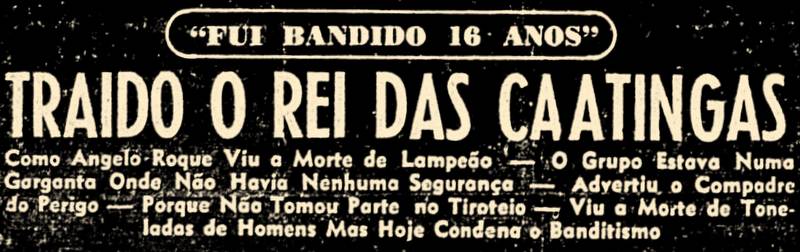 “FUI BANDIDO 16 ANOS”
TRAIDO O REI DAS CAATINGAS
Como Angelo Roque Viu a Morte de Lampeão — O Grupo Estava Numa
Garganta Onde Não Havia Nenhuma Segurança — Advertiu o Compadre
do Perigo — Porque Não Tomou Parte no Tiroteio — Viu a Morte de Tone-
ladas de Homens Mas Hoje Condena o Banditismo